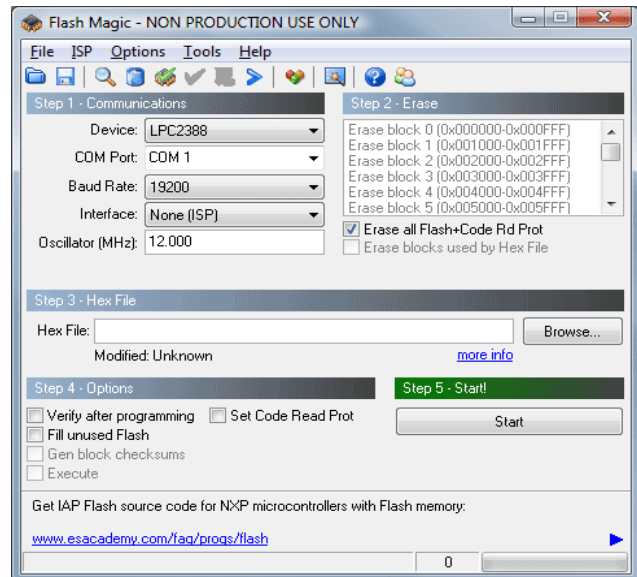 Flash Magic - NON PRODUCTION USE ONLY
File ISP Options Tools Help
Step 1 - Communications
Device: LPC2388
COM Port: COM 1
Baud Rate: 19200
Interface: None (ISP)
Oscillator (MHz): 12.000
Step 2 - Erase
Erase block 0 (0x000000-0x000FFF)
Erase block 1 (0x001000-0x001FFF)
Erase block 2 (0x002000-0x002FFF)
Erase block 3 (0x003000-0x003FFF)
Erase block 4 (0x004000-0x004FFF)
Erase block 5 (0x005000-0x005FFF)
Erase all Flash+Code Rd Prot
Erase blocks used by Hex File
Step 3 - Hex File
Hex File: Browse...
Modified: Unknown more info
Step 4 - Options
Verify after programming Set Code Read Prot
Fill unused Flash
Gen block checksums
Execute
Step 5 - Start!
Start
Get IAP Flash source code for NXP microcontrollers with Flash memory:
www.esacademy.com/faq/progs/flash
0